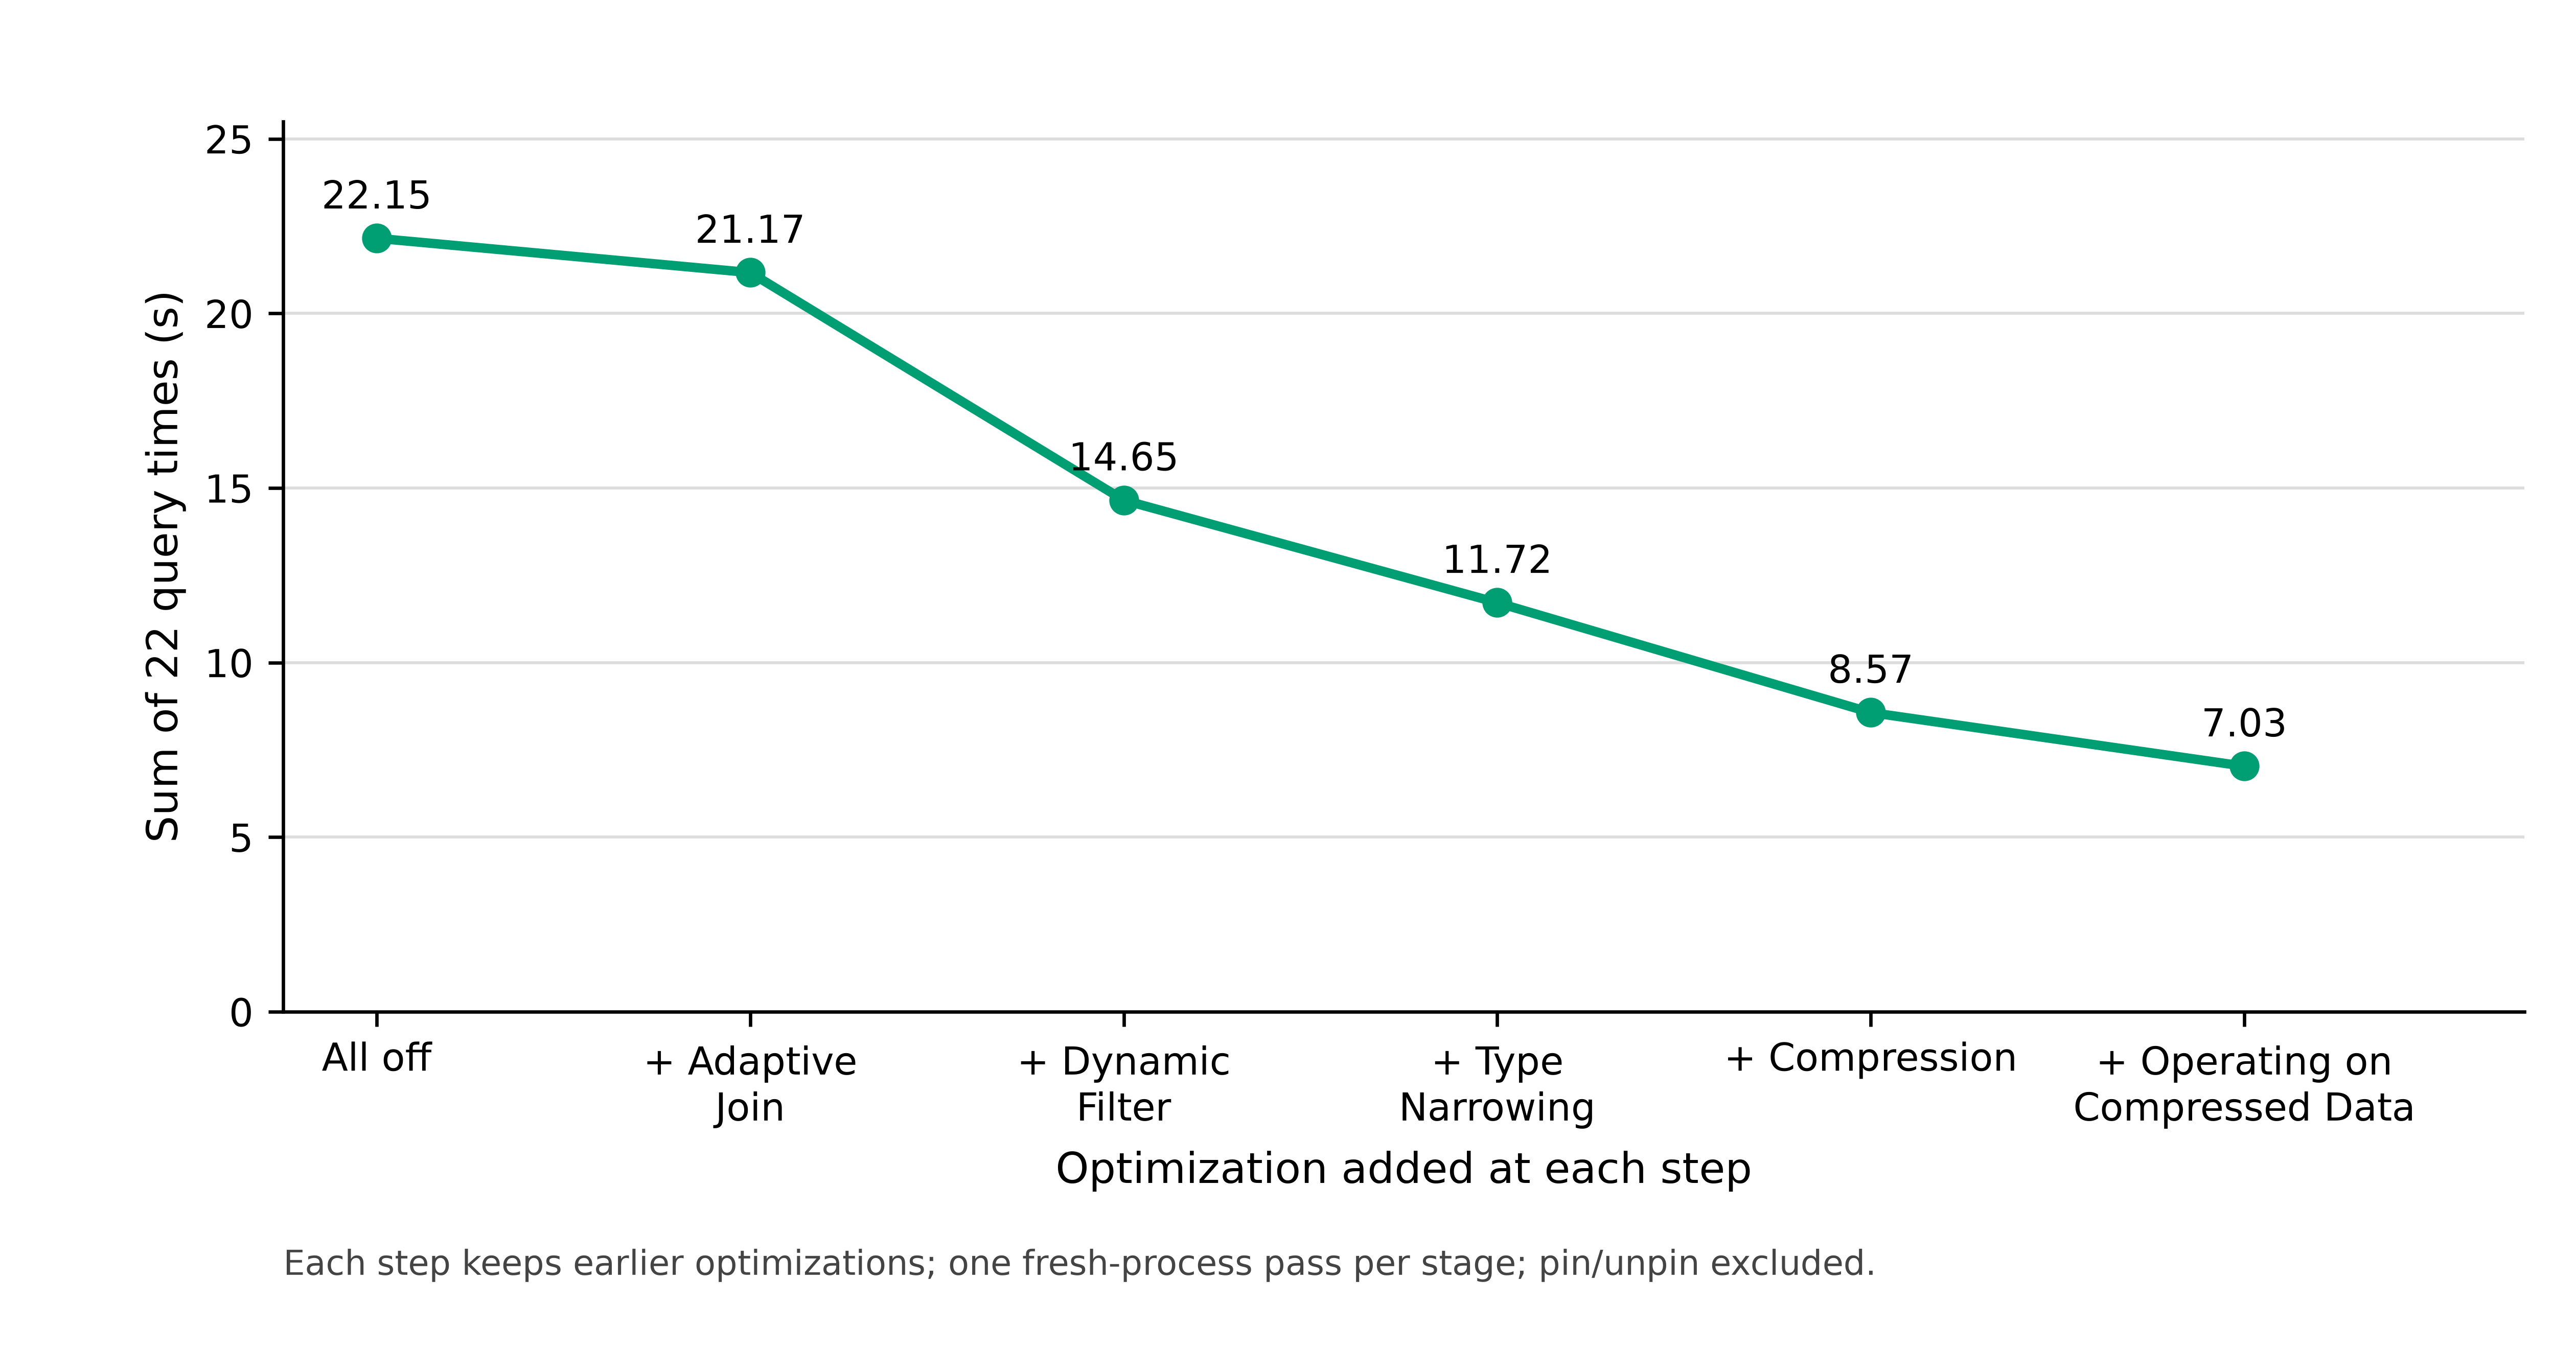 25
20
15
10
5
0
Sum of 22 query times (s)
22.15
21.17
14.65
11.72
8.57
7.03
All off
+ Adaptive
Join
+ Dynamic
Filter
+ Type
Narrowing
+ Compression
+ Operating on
Compressed Data
Optimization added at each step
Each step keeps earlier optimizations; one fresh-process pass per stage; pin/unpin excluded.